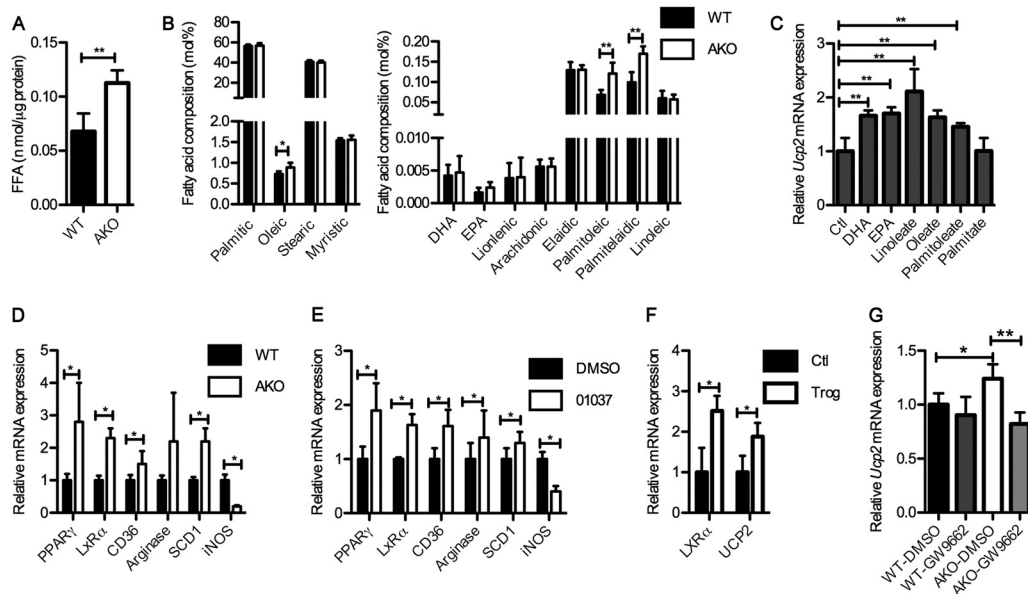 A
FFA (nmol/µg protein)
0.15
0.10
0.05
0.00
**
WT
AKO
B
Fatty acid composition (mol%)
80
60
40
20
1.5
1.0
0.5
0.0
*
Palmitic
Oleic
Stearic
Myristic
Fatty acid composition (mol%)
0.20
0.15
0.10
0.05
0.010
0.005
0.000
**
**
DHA
EPA
Lionlenic
Arachidonic
Elaidic
Palmitoleic
Palmitelaidic
Linoleic
WT
AKO
C
Relative Ucp2 mRNA expression
3
2
1
0
**
**
**
**
**
Ctl
DHA
EPA
Linoleate
Oleate
Palmitoleate
Palmitate
D
Relative mRNA expression
5
4
3
2
1
0
*
*
*
*
*
PPARγ
LxRα
CD36
Arginase
SCD1
iNOS
WT
AKO
E
Relative mRNA expression
3
2
1
0
*
*
*
*
*
*
PPARγ
LxRα
CD36
Arginase
SCD1
iNOS
DMSO
01037
F
Relative mRNA expression
4
3
2
1
0
*
*
LXRα
UCP2
Ctl
Trog
G
Relative Ucp2 mRNA expression
1.5
1.0
0.5
0.0
*
**
WT-DMSO
WT-GW9662
AKO-DMSO
AKO-GW9662